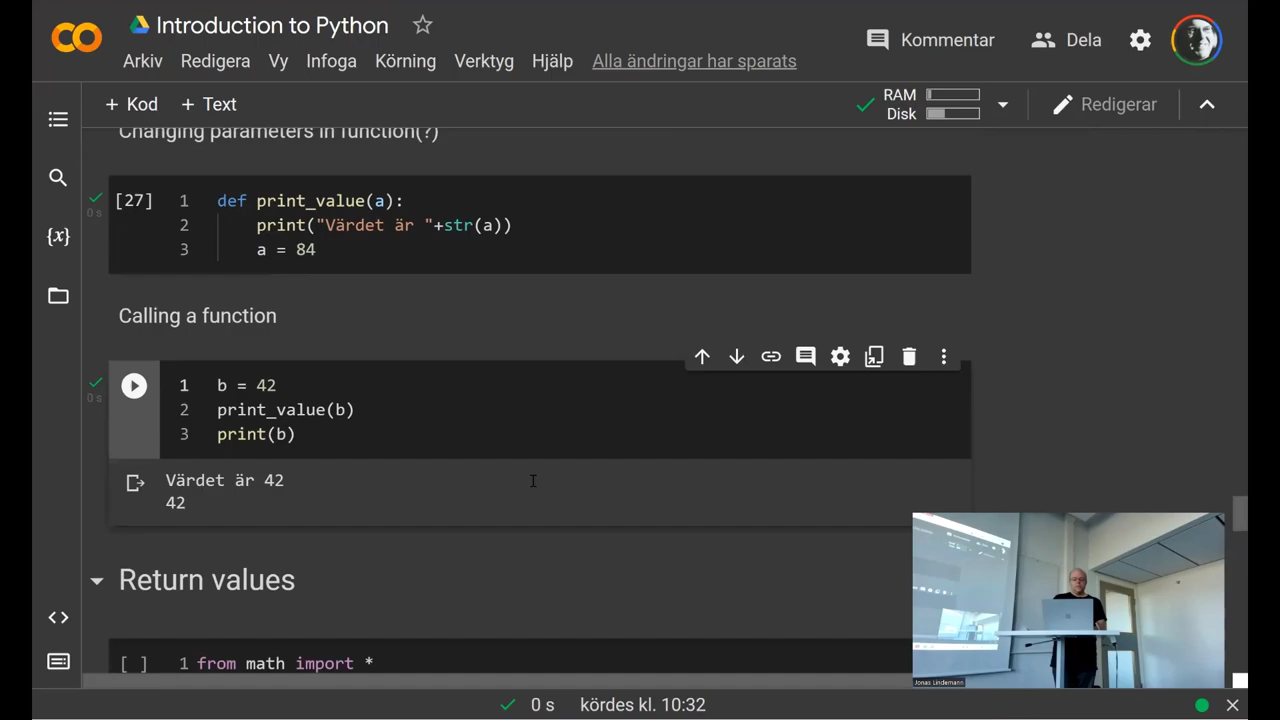 Introduction to Python
Kommentar
Dela
Arkiv Redigera Vy Infoga Körning Verktyg Hjälp Alla ändringar har sparats
+ Kod + Text
RAM
Disk
Redigerar
Changing parameters in function(?)
[27]
0 s
1 def print_value(a):
2 print("Värdet är "+str(a))
3 a = 84
{x}
Calling a function
0 s
1 b = 42
2 print_value(b)
3 print(b)
Värdet är 42
42
Return values
[ ] 1 from math import *
Jonas Lindemann
0 s kördes kl. 10:32